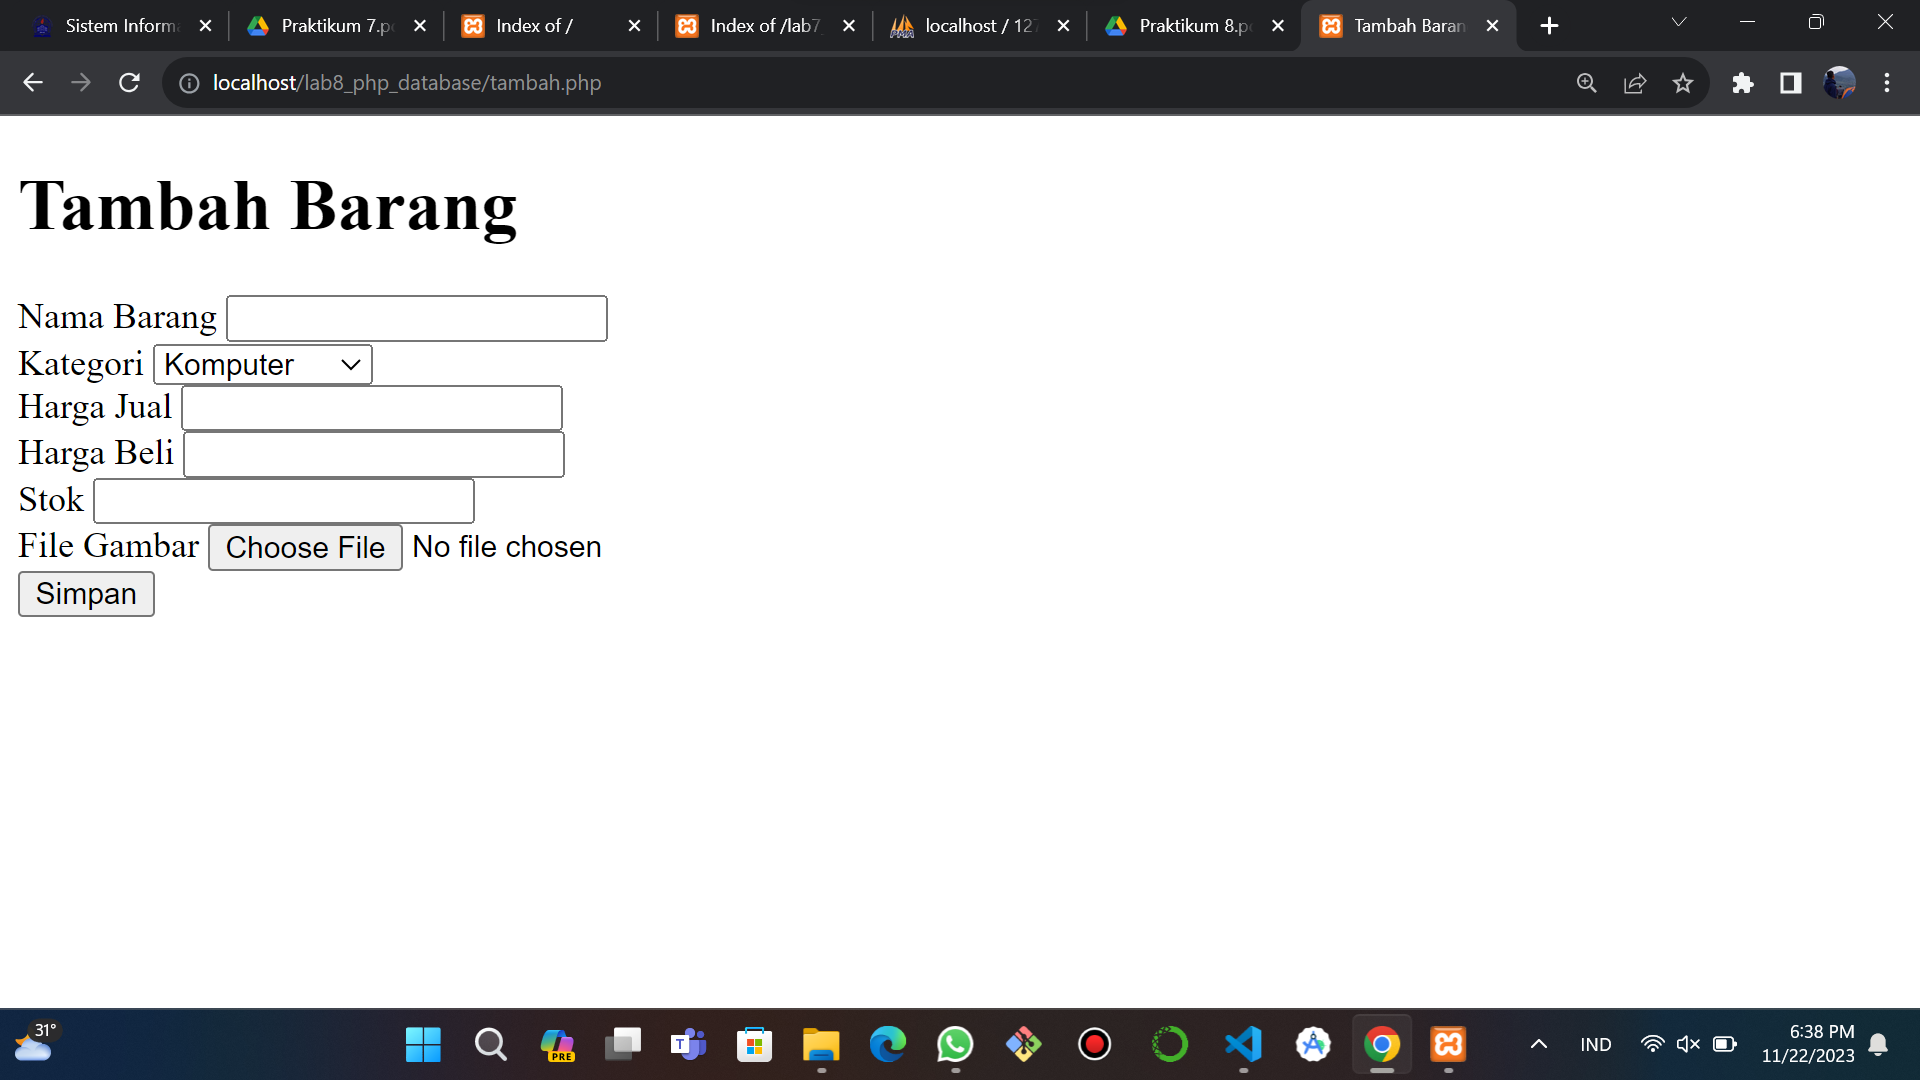 Sistem Informa
Praktikum 7.p
Index of /
Index of /lab7
localhost / 127
Praktikum 8.p
Tambah Baran
localhost/lab8_php_database/tambah.php
Tambah Barang
Nama Barang
Kategori Komputer
Harga Jual
Harga Beli
Stok
File Gambar Choose File No file chosen
Simpan
31°
PRE
IND
6:38 PM
11/22/2023